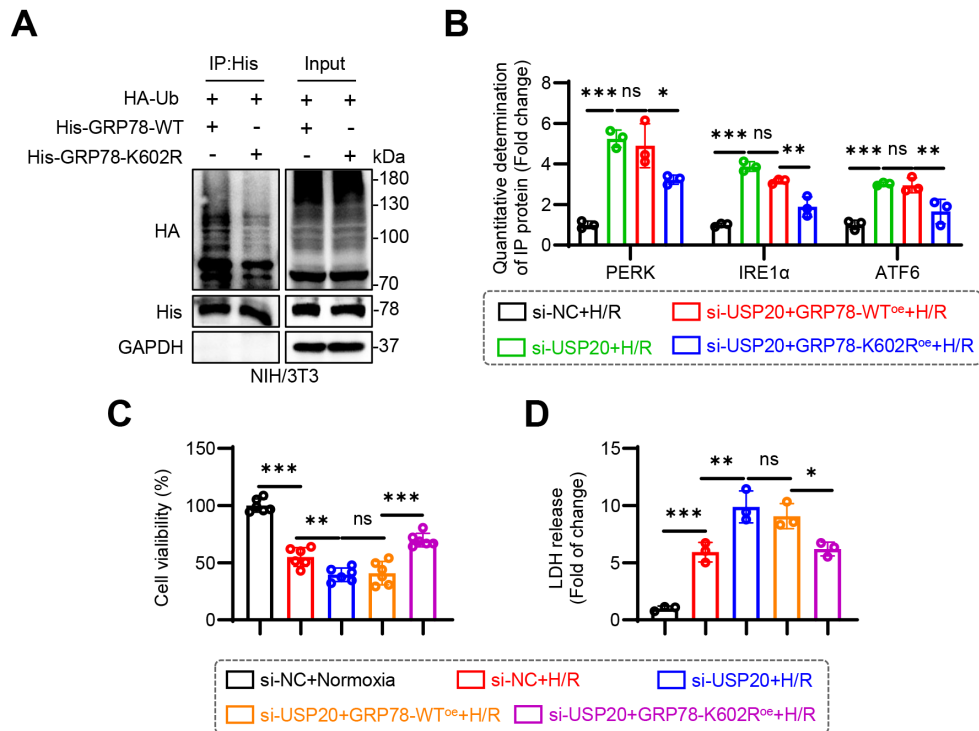 A
IP:His Input
HA-Ub + + + +
His-GRP78-WT + - + -
His-GRP78-K602R - + - + kDa
HA
-180
-130
-100
-70
His -78
GAPDH -37
NIH/3T3
B
Quantitative determination
of IP protein (Fold change)
8
6
4
2
0
*** ns *
*** ns **
*** ns **
PERK IRE1α ATF6
si-NC+H/R si-USP20+GRP78-WToe+H/R
si-USP20+H/R si-USP20+GRP78-K602Roe+H/R
C
Cell viability (%)
150
100
50
0
*** ** ns ***
D
LDH release
(Fold of change)
15
10
5
0
*** ** ns *
si-NC+Normoxia si-NC+H/R si-USP20+H/R
si-USP20+GRP78-WToe+H/R si-USP20+GRP78-K602Roe+H/R